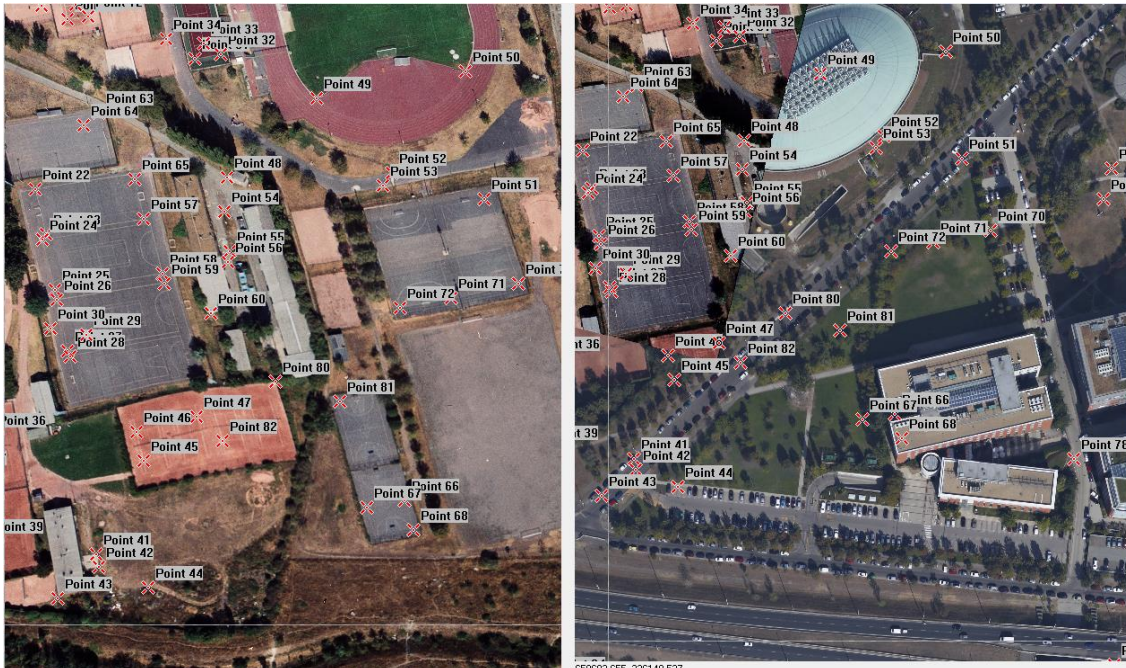 Point 34
Point 33
Point 32
Point 50
Point 49
Point 63
Point 64
Point 52
Point 53
Point 65
Point 48
Point 22
Point 51
Point 54
Point 57
Point 24
Point 55
Point 56
Point 58
Point 59
Point 25
Point 26
Point 71
Point 72
Point 60
Point 30
Point 29
Point 28
Point 80
Point 81
Point 47
Point 46
Point 36
Point 82
Point 45
Point 66
Point 67
Point 68
Point 39
Point 41
Point 42
Point 43
Point 44
Point 34
Point 33
Point 32
Point 50
Point 49
Point 63
Point 64
Point 52
Point 53
Point 65
Point 48
Point 22
Point 51
Point 54
Point 57
Point 24
Point 55
Point 56
Point 58
Point 59
Point 70
Point 25
Point 26
Point 71
Point 72
Point 60
Point 30
Point 29
Point 28
Point 80
Point 81
Point 47
nt 36
Point 82
Point 45
Point 66
Point 67
Point 68
nt 39
Point 41
Point 42
Point 78
Point 43
Point 44